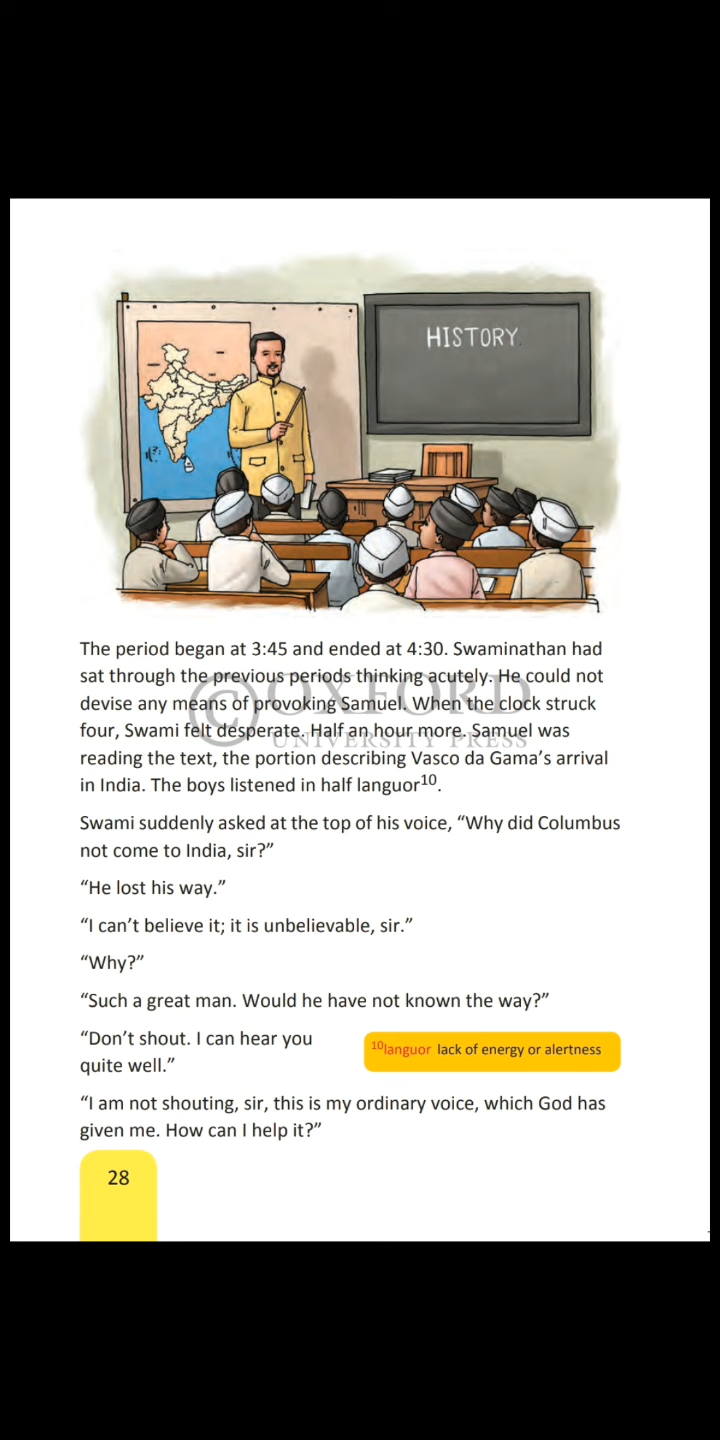 HISTORY
The period began at 3:45 and ended at 4:30. Swaminathan had
sat through the previous periods thinking acutely. He could not
devise any means of provoking Samuel. When the clock struck
four, Swami felt desperate. Half an hour more. Samuel was
reading the text, the portion describing Vasco da Gama’s arrival
in India. The boys listened in half languor10.
© OXFORD
UNIVERSITY PRESS
Swami suddenly asked at the top of his voice, “Why did Columbus
not come to India, sir?”
“He lost his way.”
“I can’t believe it; it is unbelievable, sir.”
“Why?”
“Such a great man. Would he have not known the way?”
“Don’t shout. I can hear you
quite well.”
10languor lack of energy or alertness
“I am not shouting, sir, this is my ordinary voice, which God has
given me. How can I help it?”
28